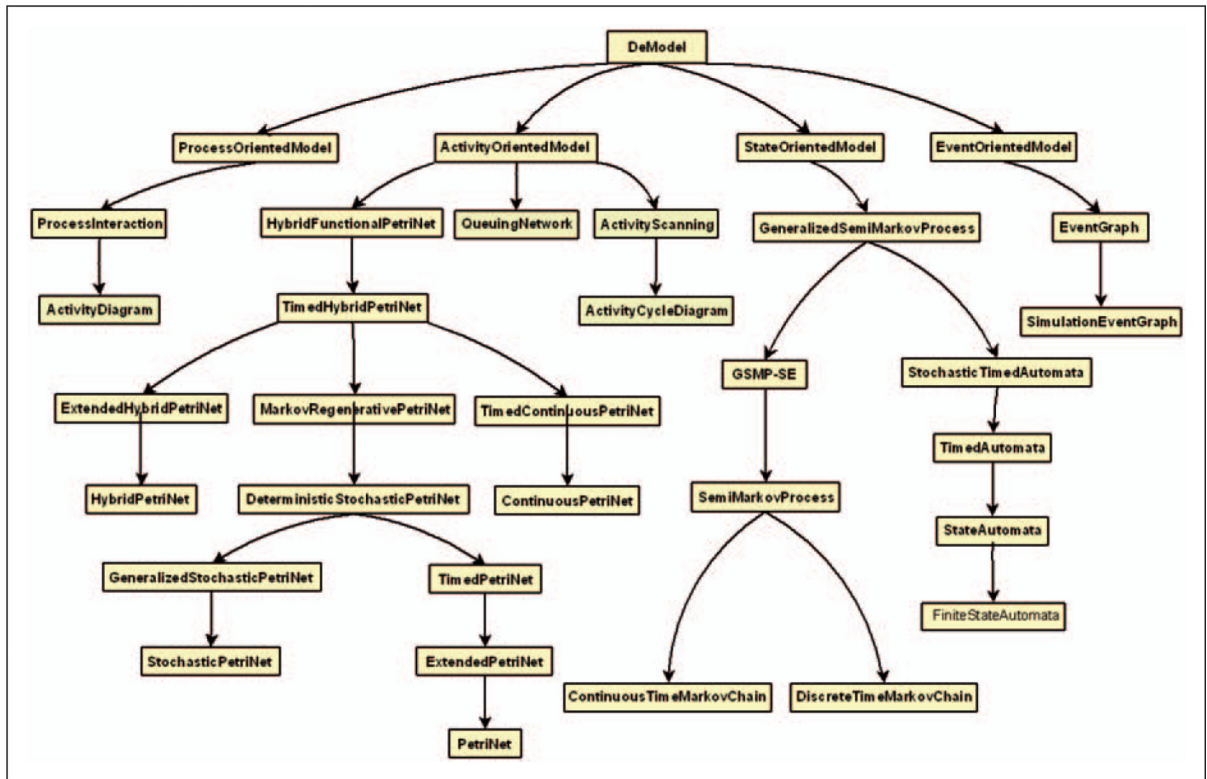 DeModel
ProcessOrientedModel
ActivityOrientedModel
StateOrientedModel
EventOrientedModel
ProcessInteraction
HybridFunctionalPetriNet
QueuingNetwork
ActivityScanning
GeneralizedSemiMarkovProcess
EventGraph
ActivityDiagram
TimedHybridPetriNet
ActivityCycleDiagram
SimulationEventGraph
GSMP-SE
StochasticTimedAutomata
ExtendedHybridPetriNet
MarkovRegenerativePetriNet
TimedContinuousPetriNet
TimedAutomata
HybridPetriNet
DeterministicStochasticPetriNet
ContinuousPetriNet
SemiMarkovProcess
StateAutomata
GeneralizedStochasticPetriNet
TimedPetriNet
FiniteStateAutomata
StochasticPetriNet
ExtendedPetriNet
ContinuousTimeMarkovChain
DiscreteTimeMarkovChain
PetriNet